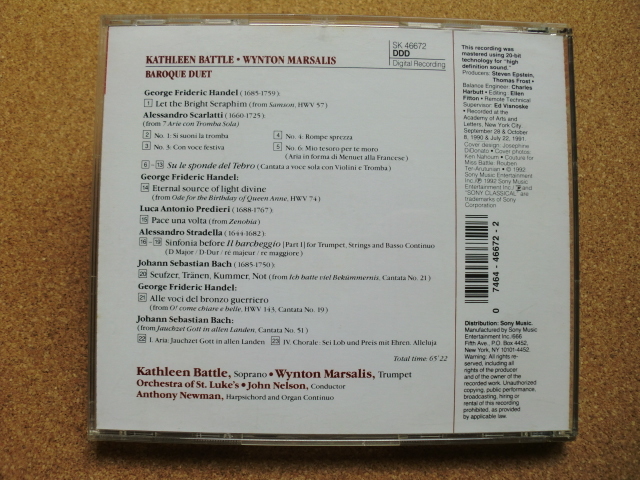 KATHLEEN BATTLE • WYNTON MARSALIS
BAROQUE DUET
SK 46672
DDD
Digital Recording
George Frideric Handel (1685-1759)
1 Let the Bright Seraphim (from Samson, HWV 57)
Alessandro Scarlatti (1660-1725)
(from 7 Arie con Tromba Sola)
2 No. 1: Si suoni la tromba
3 No. 3: Con voce festiva
4 No. 4: Rompe sprezza
5 No. 6: Mio tesoro per te moro
(Aria in forma di Menuet alla Francese)
6 - 13 Su le sponde del Tebro (Cantata a voce sola con Violini e Tromba)
George Frideric Handel:
14 Eternal source of light divine
(from Ode for the Birthday of Queen Anne, HWV 74)
Luca Antonio Predieri (1688-1767)
15 Pace una volta (from Zenobia)
Alessandro Stradella (1644-1682)
16 - 19 Sinfonia before Il barcheggio [Part I] for Trumpet, Strings and Basso Continuo
(D Major / D-Dur / ré majeur / re maggiore)
Johann Sebastian Bach (1685-1750)
20 Seufzer, Tränen, Kummer, Not (from Ich hatte viel Bekümmernis, Cantata No. 21)
George Frideric Handel:
21 Alle voci del bronzo guerriero
(from O! come chiare e belle, HWV 143, Cantata No. 19)
Johann Sebastian Bach:
(from Jauchzet Gott in allen Landen, Cantata No. 51)
22 I. Aria: Jauchzet Gott in allen Landen
23 IV. Chorale: Sei Lob und Preis mit Ehren. Alleluja
Total time: 65'22
Kathleen Battle, Soprano • Wynton Marsalis, Trumpet
Orchestra of St. Luke's • John Nelson, Conductor
Anthony Newman, Harpsichord and Organ Continuo
This recording was
mastered using 20-bit
technology for "high
definition sound."
Producers: Steven Epstein,
Thomas Frost •
Balance Engineer: Charles
Harbutt • Editing: Ellen
Fitton • Remote Technical
Supervisor: Ed Vianoske
• Recorded at the
Academy of Arts and
Letters, New York City
September 28 & October
8, 1990 & July 22, 1991.
Cover design: Josephine
DiDonato • Cover photos:
Ken Nahoum • Couture for
Miss Battle: Reuben
Ter-Arutunian • © 1992
Sony Music Entertainment
Inc./℗ 1992 Sony Music
Entertainment Inc./
"SONY CLASSICAL" are
trademarks of Sony
Corporation
0 7464-46672-2
Distribution: Sony Music.
Manufactured by Sony Music
Entertainment Inc./666
Fifth Ave., P.O. Box 4452,
New York, NY 10101-4452.
Warning: All rights re-
served, including all
rights of the producer
and of the owner of the
recorded work. Unauthorized
copying, public performance,
broadcasting, hiring or
rental of this recording
prohibited, as provided
by applicable law.